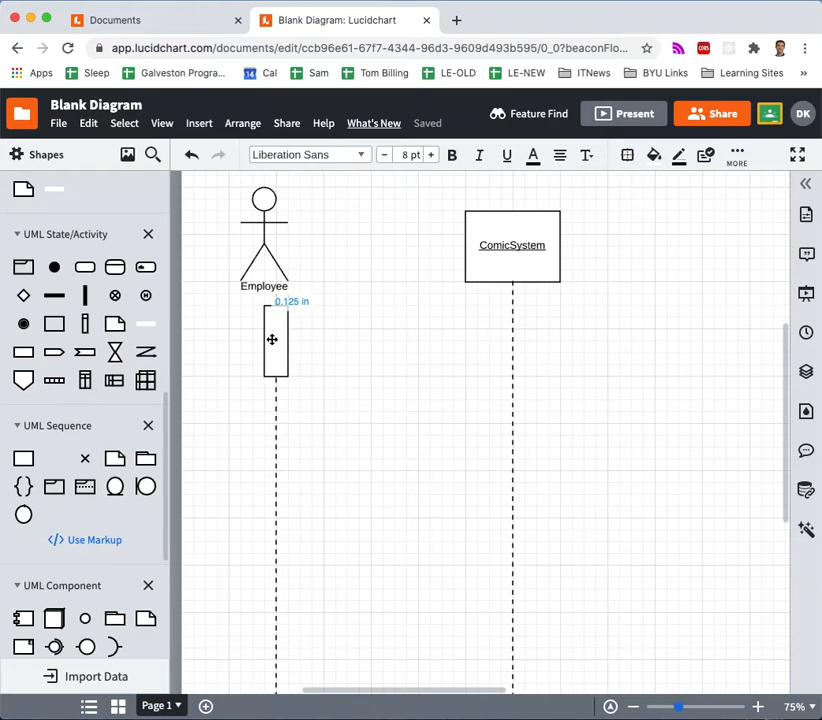 Documents
Blank Diagram: Lucidchart
app.lucidchart.com/documents/edit/ccb96e61-67f7-4344-96d3-9609d493b595/0_0?beaconFlo...
Apps Sleep Galveston Progra... 14 Cal Sam Tom Billing LE-OLD LE-NEW ITNews BYU Links Learning Sites »
Blank Diagram
File Edit Select View Insert Arrange Share Help What's New Saved
Feature Find Present Share DK
Shapes Liberation Sans 8 pt B I U A T MORE
UML State/Activity
UML Sequence
Use Markup
UML Component
Import Data
Employee
0.125 in
ComicSystem
Page 1
75%